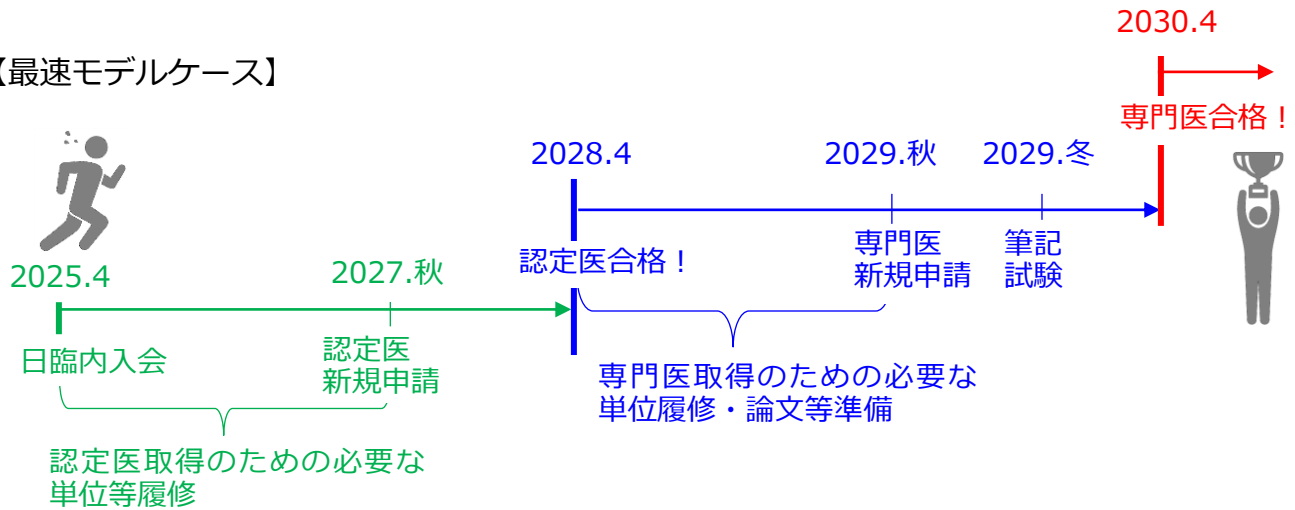 【最速モデルケース】
2025.4
日臨内入会
2027.秋
認定医
新規申請
認定医取得のための必要な
単位等履修
2028.4
認定医合格！
2029.秋
専門医
新規申請
2029.冬
筆記
試験
専門医取得のための必要な
単位履修・論文等準備
2030.4
専門医合格！